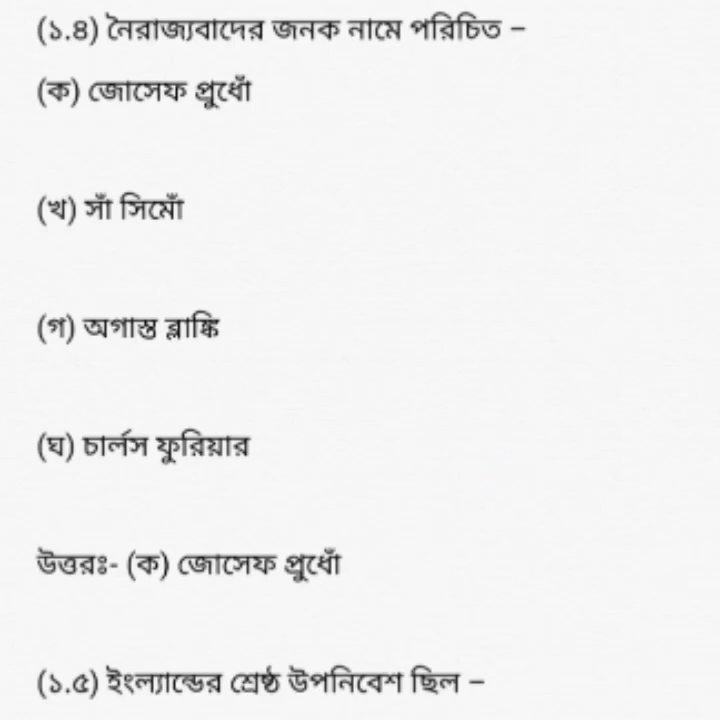 (১.৪) নৈরাজ্যবাদের জনক নামে পরিচিত –
(ক) জোসেফ প্রুধোঁ
(খ) সাঁ সিমোঁ
(গ) অগাস্ত ব্লাঙ্কি
(ঘ) চার্লস ফুরিয়ার
উত্তরঃ- (ক) জোসেফ প্রুধোঁ
(১.৫) ইংল্যান্ডের শ্রেষ্ঠ উপনিবেশ ছিল –